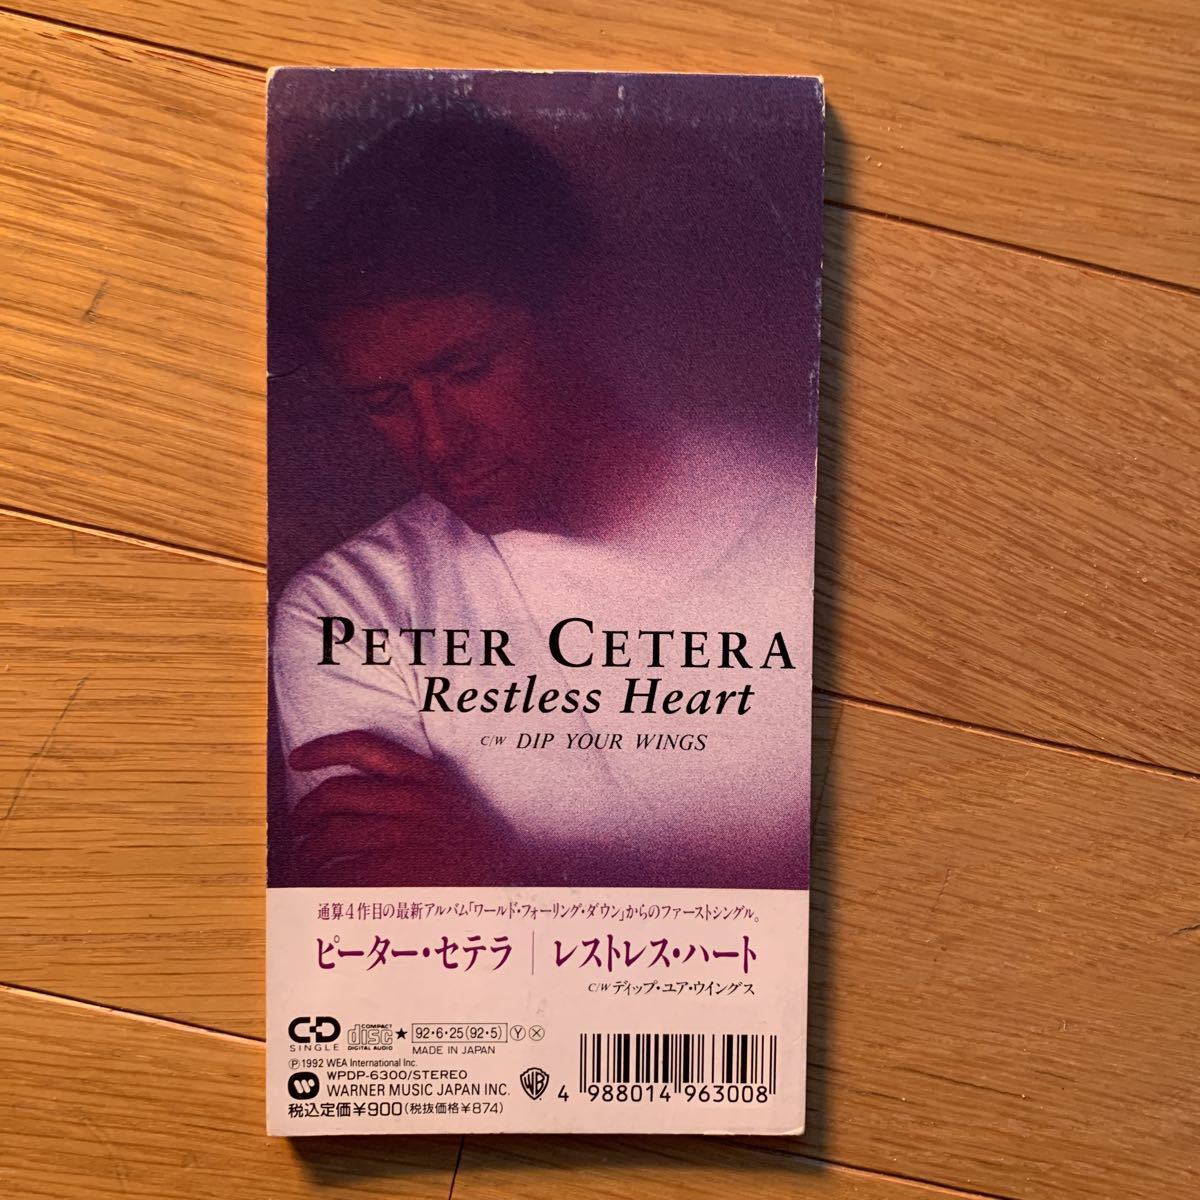 PETER CETERA
Restless Heart
C/W DIP YOUR WINGS
通算4作目の最新アルバム「ワールド・フォーリング・ダウン」からのファーストシングル。
ピーター・セテラ | レストレス・ハート
C/W ディップ・ユア・ウイングス
CD SINGLE COMPACT disc DIGITAL AUDIO ★ 92・6・25(92・5) Ⓨ Ⓧ
MADE IN JAPAN
Ⓟ1992 WEA International Inc.
WPDP-6300/STEREO
WARNER MUSIC JAPAN INC.
税込定価¥900(税抜価格¥874)
WB
4 988014 963008